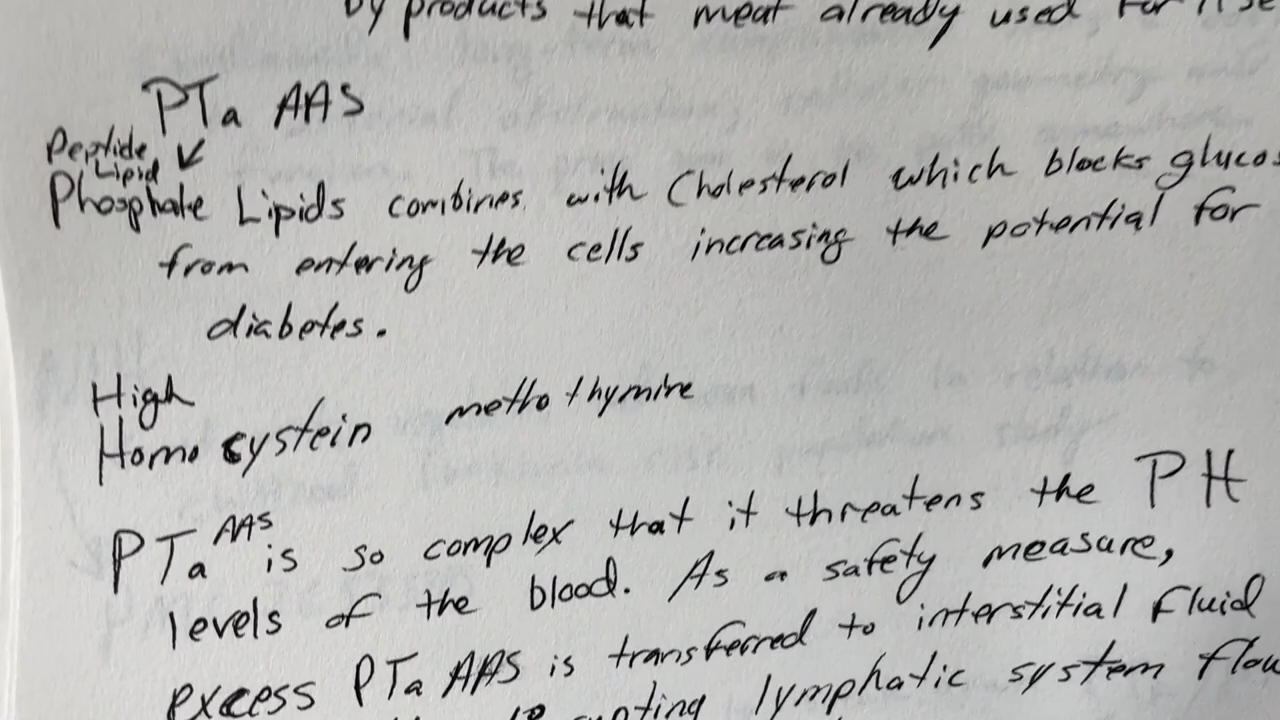 by products that meat already used for
PTa AAS
Peptide
Lipid
Phosphate Lipids combines with Cholesterol which blocks glucos
from entering the cells increasing the potential for
diabetes.
High
Homo cystein metho thymine
PTa AAS is so complex that it threatens the PH
levels of the blood. As a safety measure,
excess PTa AAS is transferred to interstitial fluid
lymphatic system flow